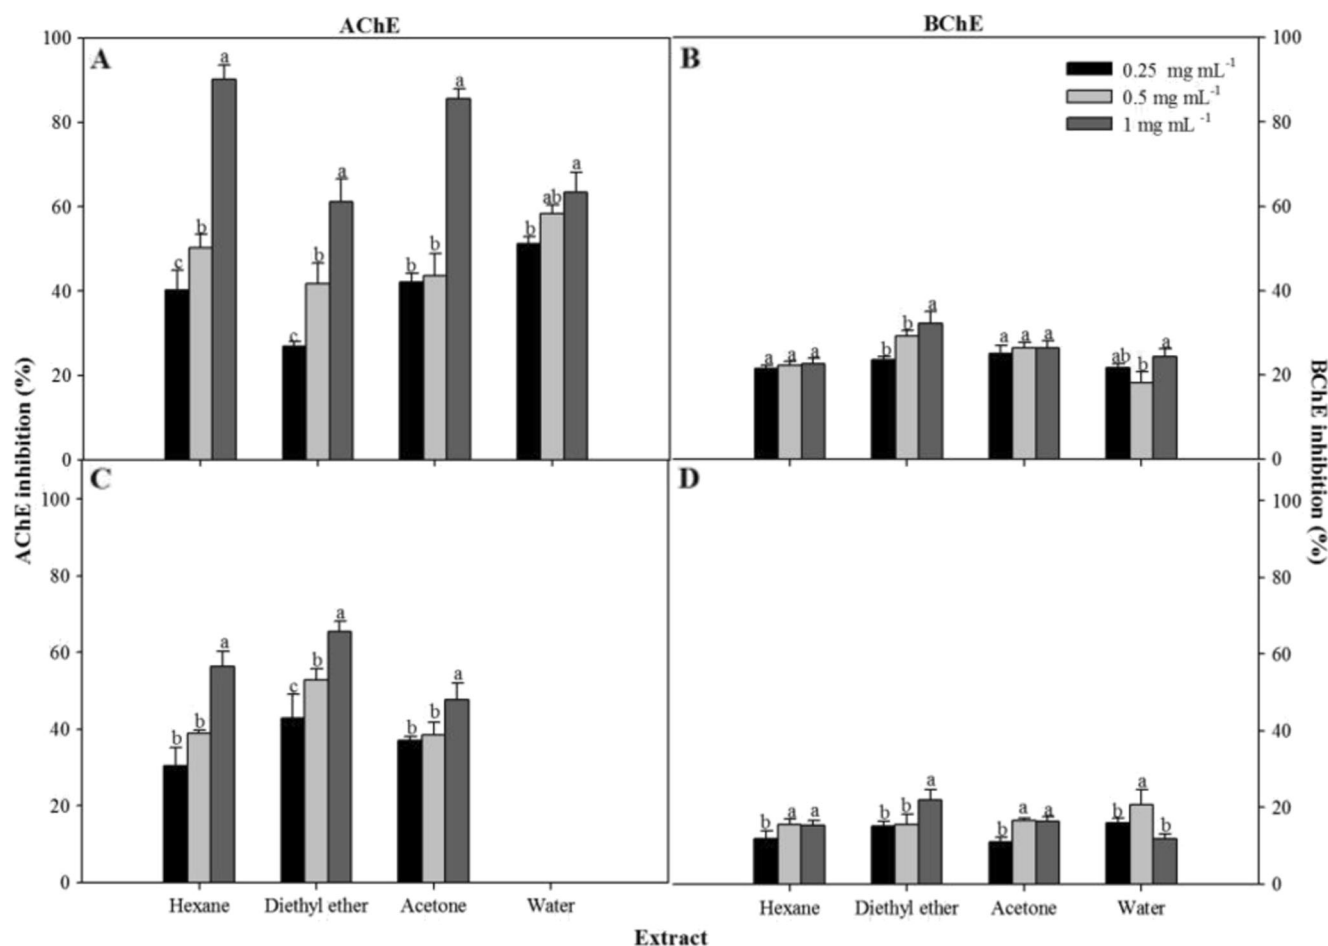 AChE
BChE
A
B
0.25 mg mL-1
0.5 mg mL-1
1 mg mL -1
100
80
60
40
20
0
a
a
a
a
c
b
c
b
b
b
b
ab
100
80
60
40
20
0
a
a
a
b
b
a
a
a
a
ab
b
a
AChE inhibition (%)
BChE inhibition (%)
C
D
100
80
60
40
20
0
b
b
a
c
b
a
b
b
a
100
80
60
40
20
0
b
a
a
b
b
a
b
a
a
b
a
b
Hexane Diethyl ether Acetone Water
Hexane Diethyl ether Acetone Water
Extract